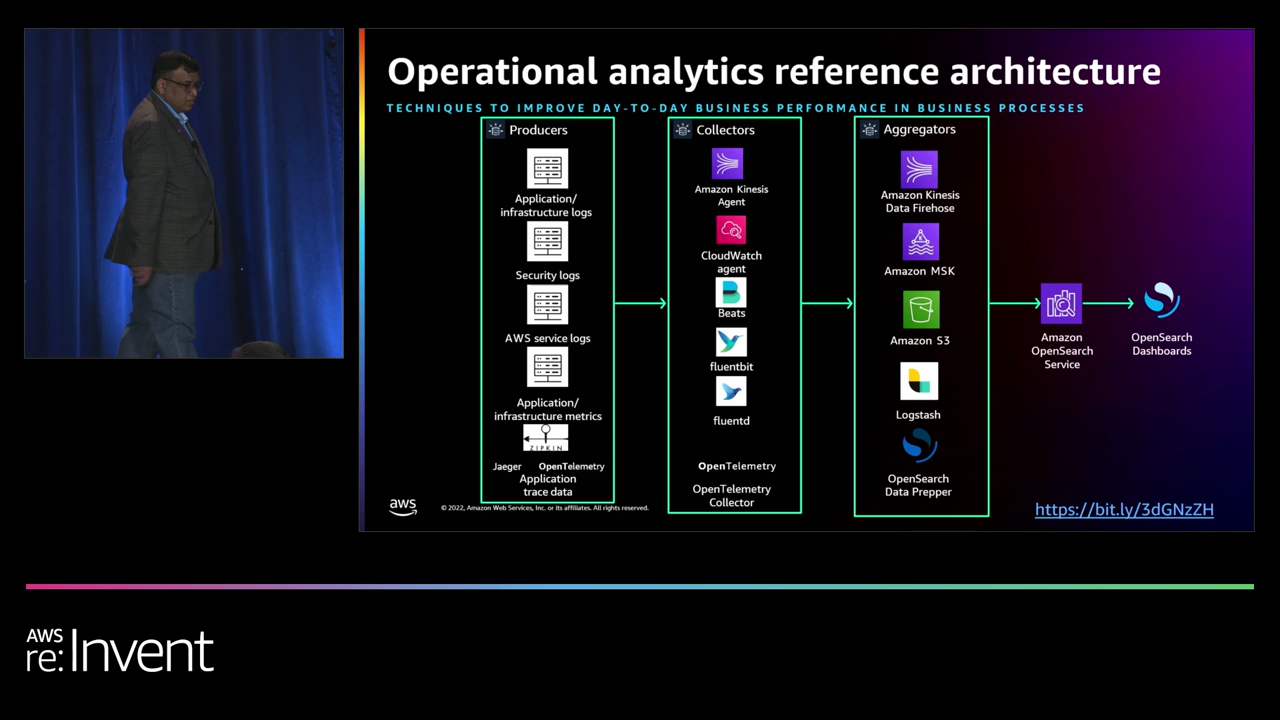 Operational analytics reference architecture
TECHNIQUES TO IMPROVE DAY-TO-DAY BUSINESS PERFORMANCE IN BUSINESS PROCESSES
Producers
Application/
infrastructure logs
Security logs
AWS service logs
Application/
infrastructure metrics
ZIPKIN
Jaeger
OpenTelemetry
Application
trace data
Collectors
Amazon Kinesis
Agent
CloudWatch
agent
Beats
fluentbit
fluentd
OpenTelemetry
OpenTelemetry
Collector
Aggregators
Amazon Kinesis
Data Firehose
Amazon MSK
Amazon S3
Logstash
OpenSearch
Data Prepper
Amazon
OpenSearch
Service
OpenSearch
Dashboards
aws
© 2022, Amazon Web Services, Inc. or its affiliates. All rights reserved.
https://bit.ly/3dGNzZH
AWS
re:Invent